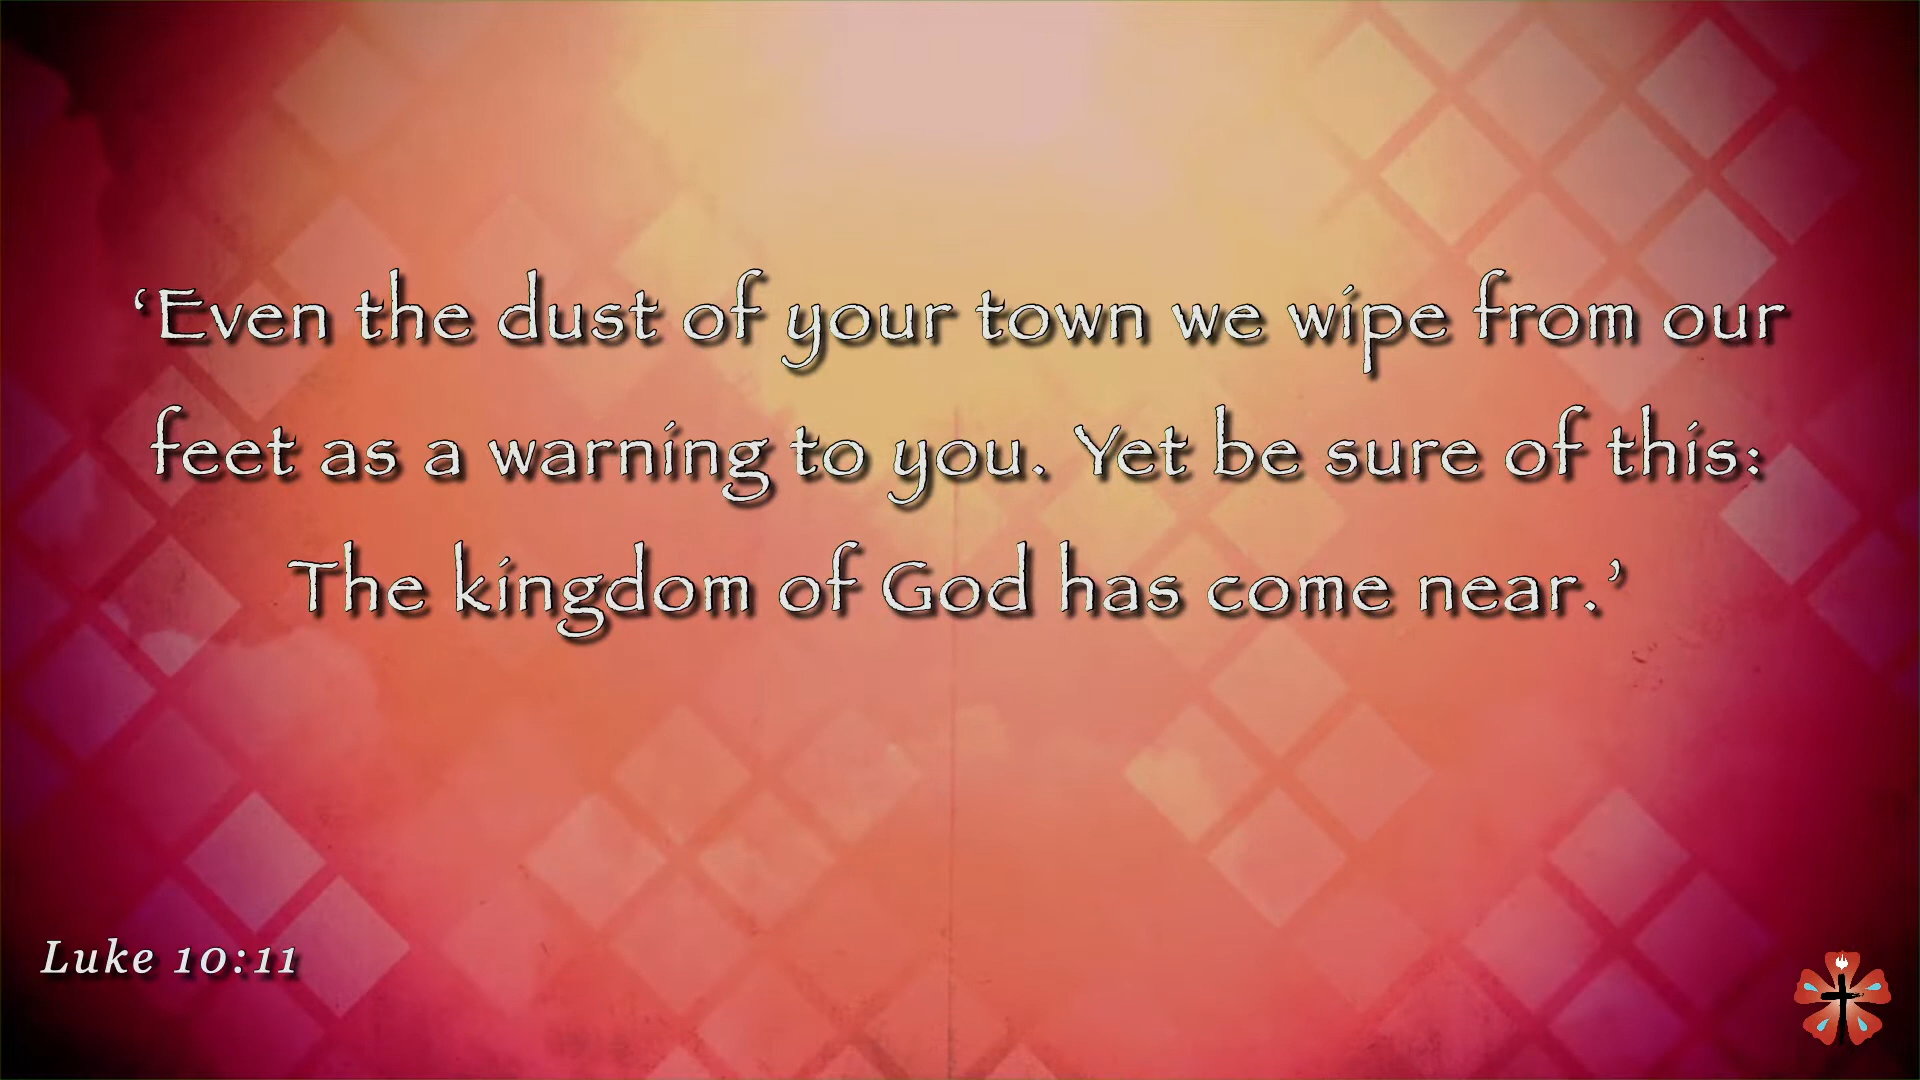 ‘Even the dust of your town we wipe from our
feet as a warning to you. Yet be sure of this:
The kingdom of God has come near.’
Luke 10:11